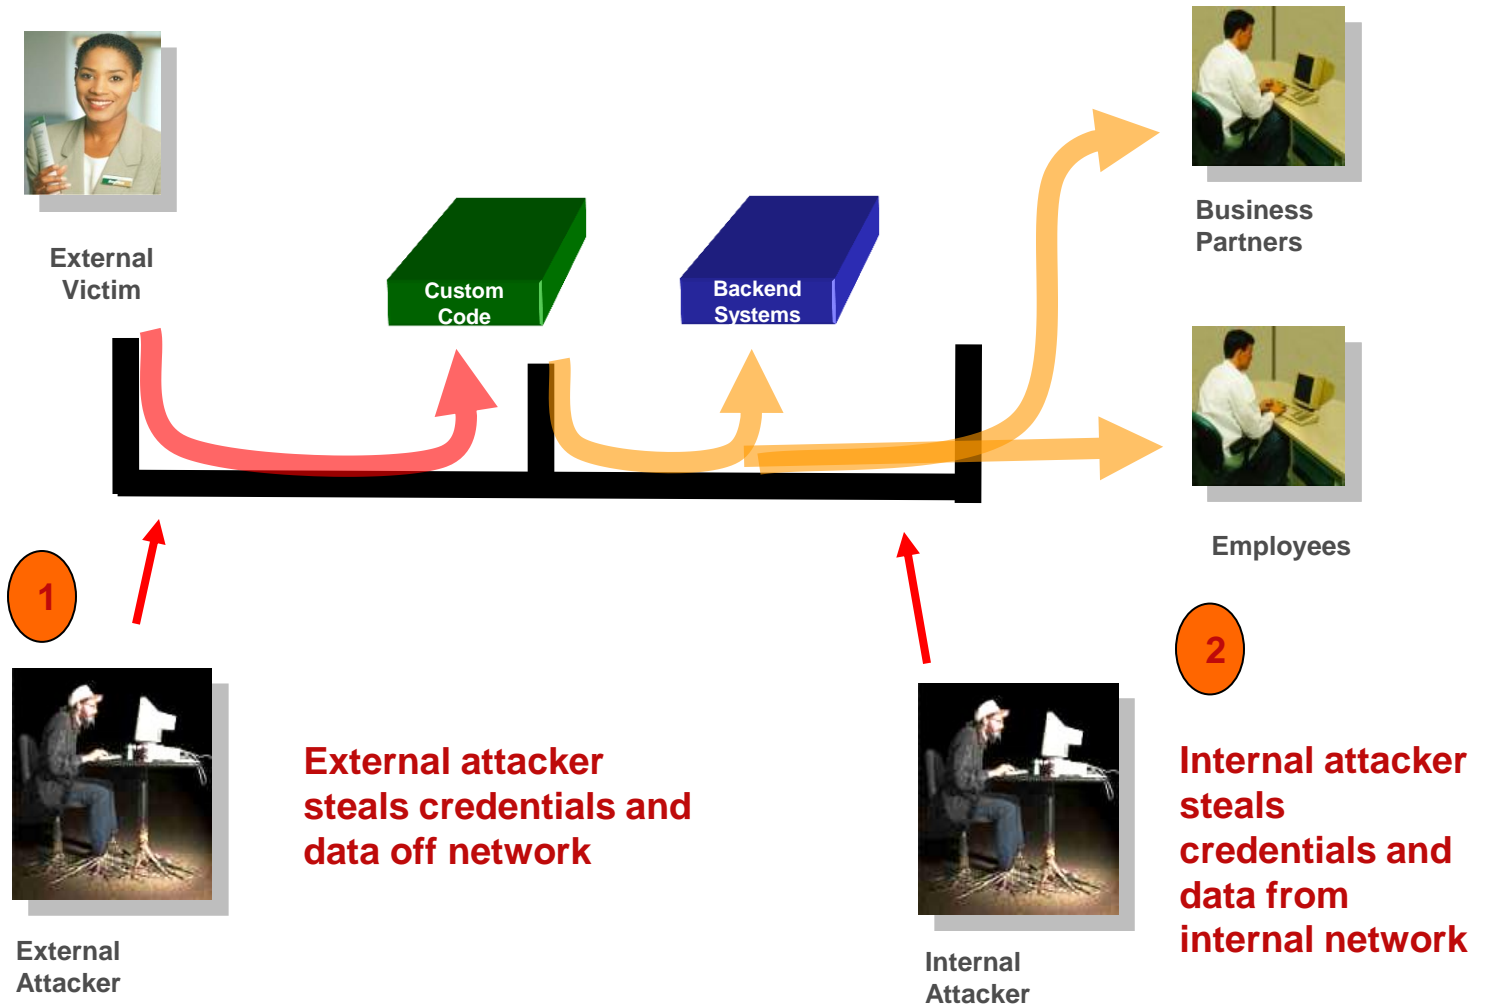 External
Victim
Custom
Code
Backend
Systems
Business
Partners
Employees
1
2
External attacker
steals credentials and
data off network
Internal attacker
steals
credentials and
data from
internal network
External
Attacker
Internal
Attacker